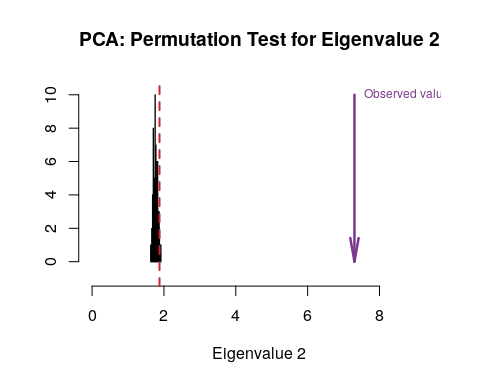 PCA: Permutation Test for Eigenvalue 2
Observed valu
10
8
6
4
2
0
0 2 4 6 8
Eigenvalue 2